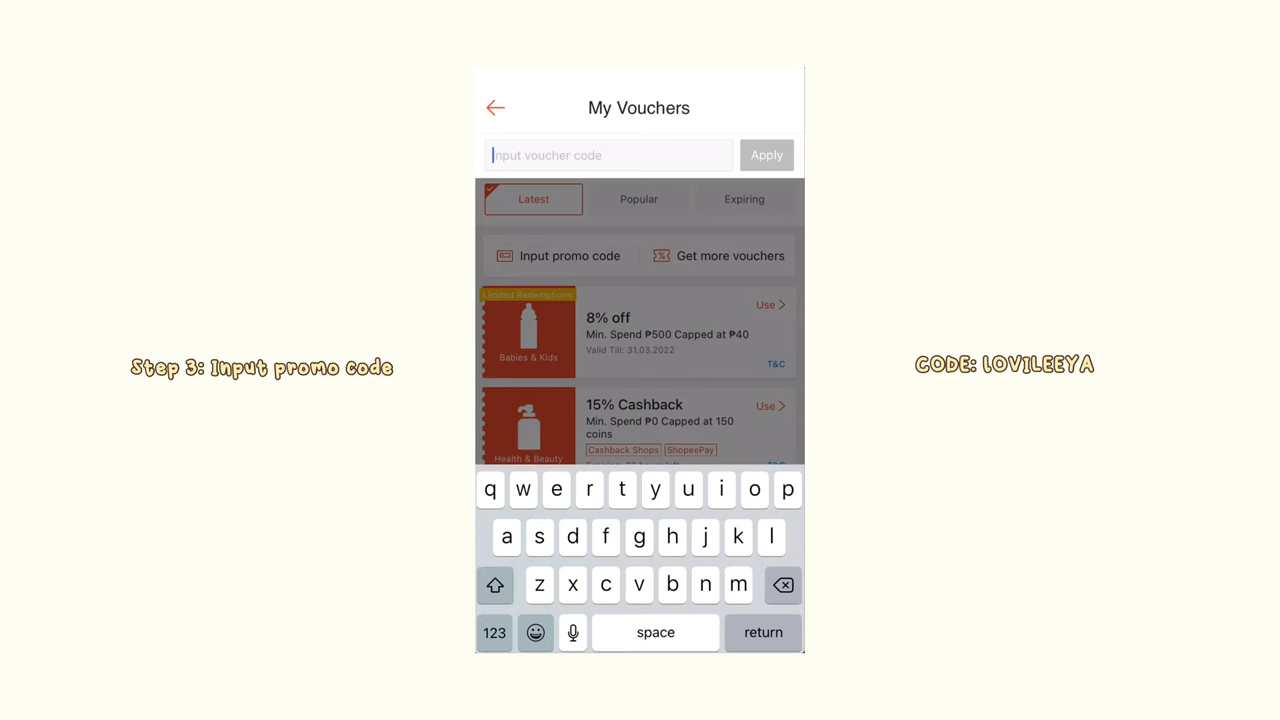 My Vouchers
Input voucher code
Apply
Latest
Popular
Expiring
Input promo code
Get more vouchers
Limited Redemptions
Babies & Kids
8% off
Min. Spend ₱500 Capped at ₱40
Valid Till: 31.03.2022
Use >
T&C
Health & Beauty
15% Cashback
Min. Spend ₱0 Capped at 150
coins
Cashback Shops
ShopeePay
Use >
Step 3: Input promo code
CODE: LOVILEEYA
q w e r t y u i o p
a s d f g h j k l
z x c v b n m
123
space
return